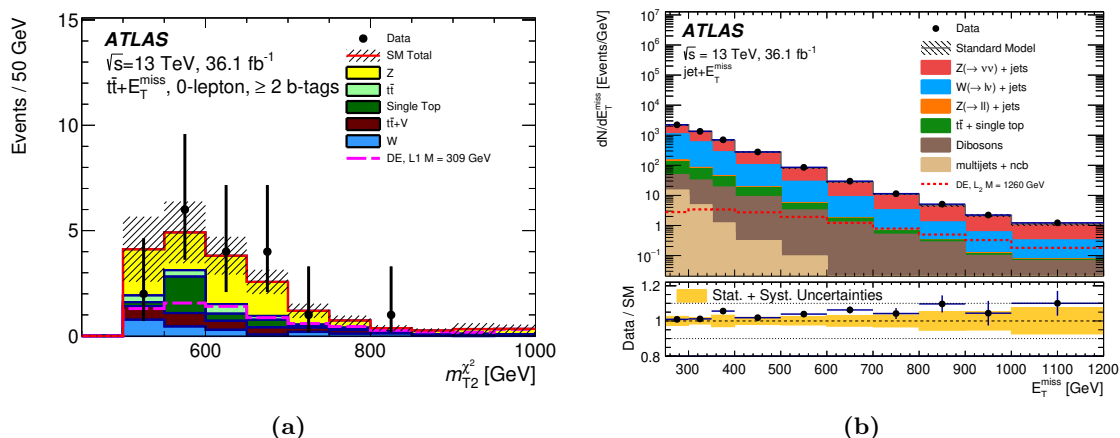 ATLAS
√s=13 TeV, 36.1 fb⁻¹
tt̄+E_T^miss, 0-lepton, ≥ 2 b-tags
Data
SM Total
Z
tt̄
Single Top
tt̄+V
W
DE, L1 M = 309 GeV
Events / 50 GeV
15
10
5
0
600 800 1000
m_T2^χ² [GeV]
(a)
ATLAS
√s = 13 TeV, 36.1 fb⁻¹
jet+E_T^miss
Data
Standard Model
Z(→ νν) + jets
W(→ lν) + jets
Z(→ ll) + jets
tt̄ + single top
Dibosons
multijets + ncb
DE, L₂ M = 1260 GeV
dN/dE_T^miss [Events/GeV]
10⁷
10⁶
10⁵
10⁴
10³
10²
10
1
10⁻¹
Stat. + Syst. Uncertainties
Data / SM
1.2
1
0.8
300 400 500 600 700 800 900 1000 1100 1200
E_T^miss [GeV]
(b)